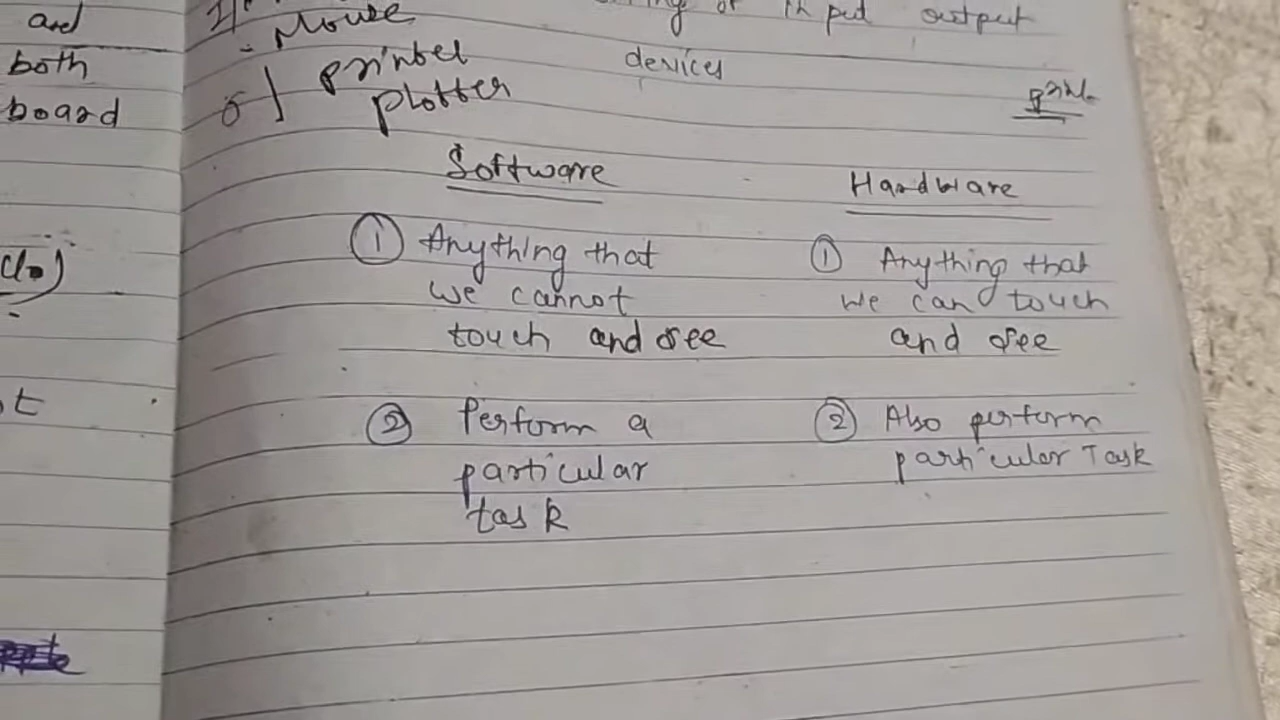 and
both
board
Mouse
printer
plotter
of input output
devices
Software
① Anything that
we cannot
touch and see
② Perform a
particular
task
Hardware
① Anything that
we can touch
and see
② Also perform
particular Task